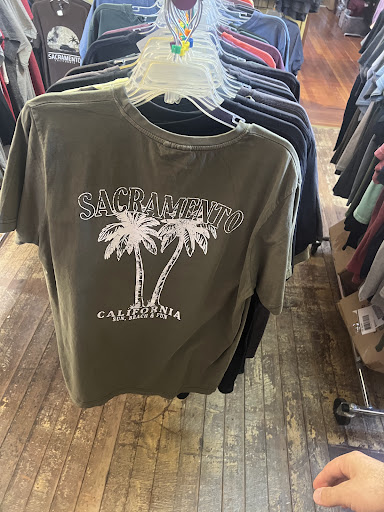 SACRAMENTO
SACRAMENTO
CALIFORNIA
SUN, BEACH & FUN